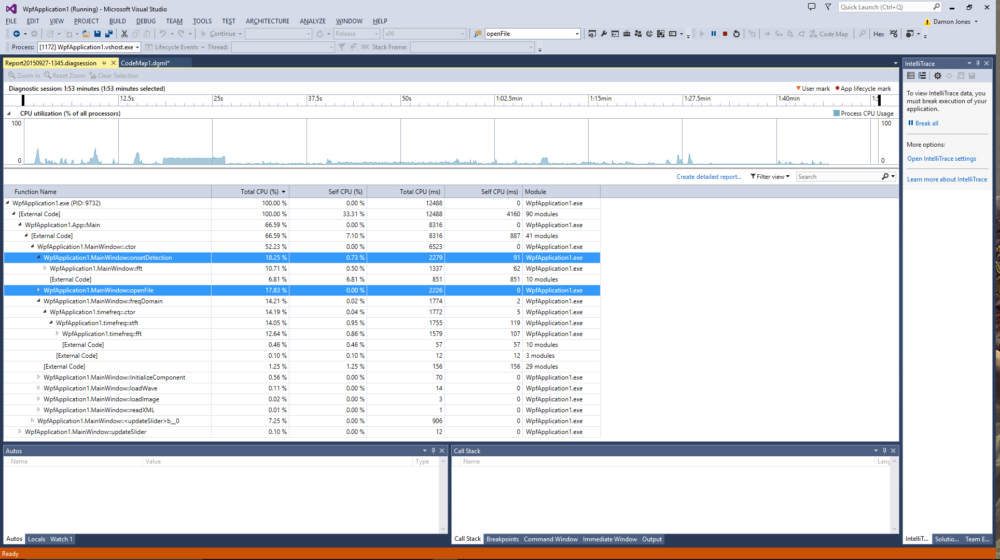 WpfApplication1 (Running) - Microsoft Visual Studio
Quick Launch (Ctrl+Q)
FILE EDIT VIEW PROJECT BUILD DEBUG TEAM TOOLS TEST ARCHITECTURE ANALYZE WINDOW HELP
Damon Jones
Continue Release x86 openFile Code Map Hex
Process: [1172] WpfApplication1.vshost.exe Lifecycle Events Thread: Stack Frame:
Report20150927-1345.diagsession CodeMap1.dgml*
Zoom In Reset Zoom Clear Selection
Diagnostic session: 1:53 minutes (1:53 minutes selected)
User mark App lifecycle mark
12.5s 25s 37.5s 50s 1:02.5min 1:15min 1:27.5min 1:40min
CPU utilization (% of all processors)
Process CPU Usage
100 100
0 0
Create detailed report... Filter view Search
Function Name Total CPU (%) Self CPU (%) Total CPU (ms) Self CPU (ms) Module
WpfApplication1.exe (PID: 9732) 100.00 % 0.00 % 12488 0 WpfApplication1.exe
[External Code] 100.00 % 33.31 % 12488 4160 90 modules
WpfApplication1.App::Main 66.59 % 0.00 % 8316 0 WpfApplication1.exe
[External Code] 66.59 % 7.10 % 8316 887 41 modules
WpfApplication1.MainWindow::.ctor 52.23 % 0.00 % 6523 0 WpfApplication1.exe
WpfApplication1.MainWindow::onsetDetection 18.25 % 0.73 % 2279 91 WpfApplication1.exe
WpfApplication1.MainWindow::fft 10.71 % 0.50 % 1337 62 WpfApplication1.exe
[External Code] 6.81 % 6.81 % 851 851 10 modules
WpfApplication1.MainWindow::openFile 17.83 % 0.00 % 2226 0 WpfApplication1.exe
WpfApplication1.MainWindow::freqDomain 14.21 % 0.02 % 1774 2 WpfApplication1.exe
WpfApplication1.timefreq::.ctor 14.19 % 0.04 % 1772 5 WpfApplication1.exe
WpfApplication1.timefreq::stft 14.05 % 0.95 % 1755 119 WpfApplication1.exe
WpfApplication1.timefreq::fft 12.64 % 0.86 % 1579 107 WpfApplication1.exe
[External Code] 0.46 % 0.46 % 57 57 10 modules
[External Code] 0.10 % 0.10 % 12 12 3 modules
[External Code] 1.25 % 1.25 % 156 156 29 modules
WpfApplication1.MainWindow::InitializeComponent 0.56 % 0.00 % 70 0 WpfApplication1.exe
WpfApplication1.MainWindow::loadWave 0.11 % 0.00 % 14 0 WpfApplication1.exe
WpfApplication1.MainWindow::loadImage 0.02 % 0.00 % 3 0 WpfApplication1.exe
WpfApplication1.MainWindow::readXML 0.01 % 0.00 % 1 0 WpfApplication1.exe
WpfApplication1.MainWindow::<updateSlider>b__0 7.25 % 0.00 % 906 0 WpfApplication1.exe
WpfApplication1.MainWindow::updateSlider 0.10 % 0.00 % 12 0 WpfApplication1.exe
IntelliTrace
To view IntelliTrace data, you
must break execution of your
application.
Break all
More options:
Open IntelliTrace settings
Learn more about IntelliTrace
Autos
Name Value Type
Call Stack
Name Lang
Autos Locals Watch 1
Call Stack Breakpoints Command Window Immediate Window Output
IntelliT... Solutio... Team E...
Ready